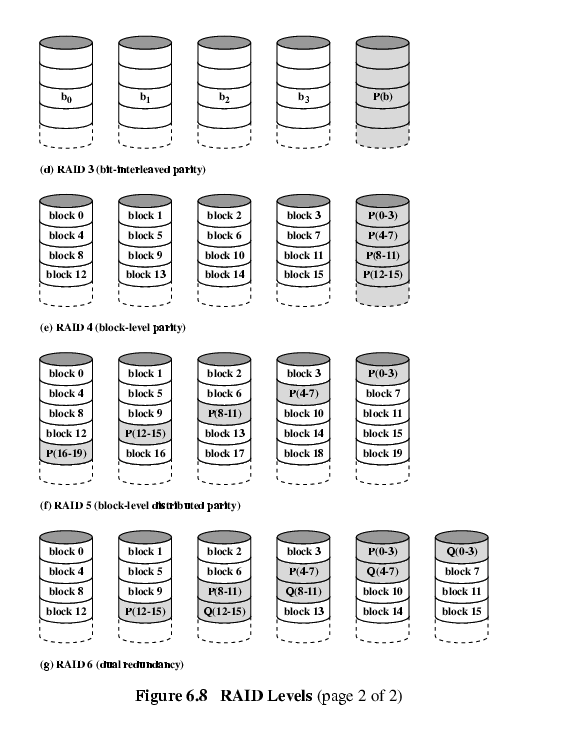 b0 b1 b2 b3 P(b)
(d) RAID 3 (bit-interleaved parity)
block 0 block 1 block 2 block 3 P(0-3)
block 4 block 5 block 6 block 7 P(4-7)
block 8 block 9 block 10 block 11 P(8-11)
block 12 block 13 block 14 block 15 P(12-15)
(e) RAID 4 (block-level parity)
block 0 block 1 block 2 block 3 P(0-3)
block 4 block 5 block 6 P(4-7) block 7
block 8 block 9 P(8-11) block 10 block 11
block 12 P(12-15) block 13 block 14 block 15
P(16-19) block 16 block 17 block 18 block 19
(f) RAID 5 (block-level distributed parity)
block 0 block 1 block 2 block 3 P(0-3) Q(0-3)
block 4 block 5 block 6 P(4-7) Q(4-7) block 7
block 8 block 9 P(8-11) Q(8-11) block 10 block 11
block 12 P(12-15) Q(12-15) block 13 block 14 block 15
(g) RAID 6 (dual redundancy)
Figure 6.8 RAID Levels (page 2 of 2)